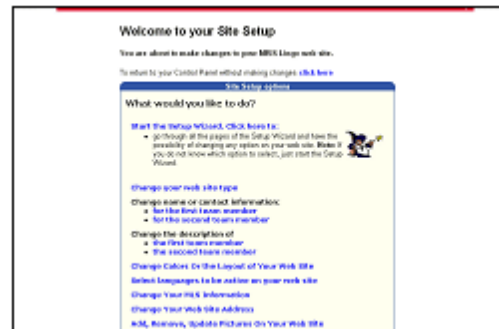 Welcome to your Site Setup
You are about to make changes to your MRIS Lingo web site.
To return to your Control Panel without making changes click here
Site Setup options
What would you like to do?
Start the Setup Wizard. Click here to:
go through all the pages of the Setup Wizard and have the
possibility of changing any option on your web site. Note: If
you do not know which option to select, just start the Setup
Wizard.
Change your web site type
Change name or contact information:
for the first team member
for the second team member
Change the description of
the first team member
the second team member
Change Colors Or the Layout of Your Web Site
Select languages to be active on your web site
Change Your MLS Information
Change Your Web Site Address
Add, Remove, Update Pictures On Your Web Site